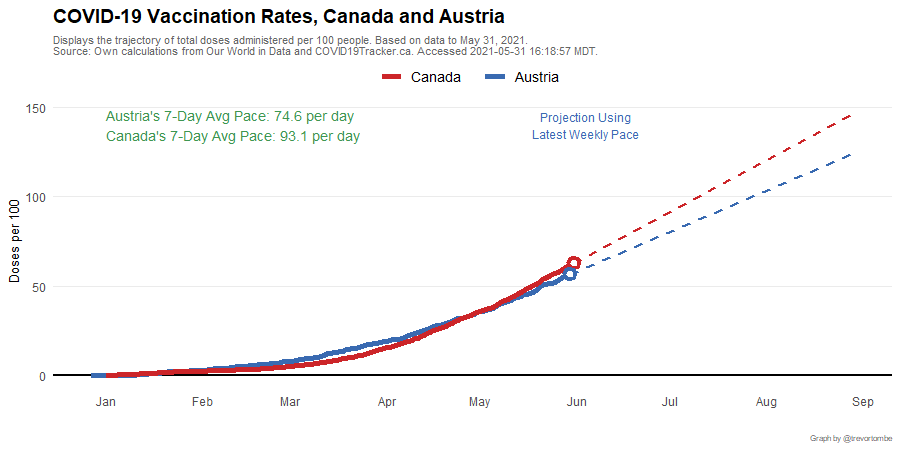 COVID-19 Vaccination Rates, Canada and Austria
Displays the trajectory of total doses administered per 100 people. Based on data to May 31, 2021.
Source: Own calculations from Our World in Data and COVID19Tracker.ca. Accessed 2021-05-31 16:18:57 MDT.
Canada Austria
Austria's 7-Day Avg Pace: 74.6 per day
Canada's 7-Day Avg Pace: 93.1 per day
Projection Using
Latest Weekly Pace
Doses per 100
150
100
50
0
Jan Feb Mar Apr May Jun Jul Aug Sep
Graph by @trevortombe